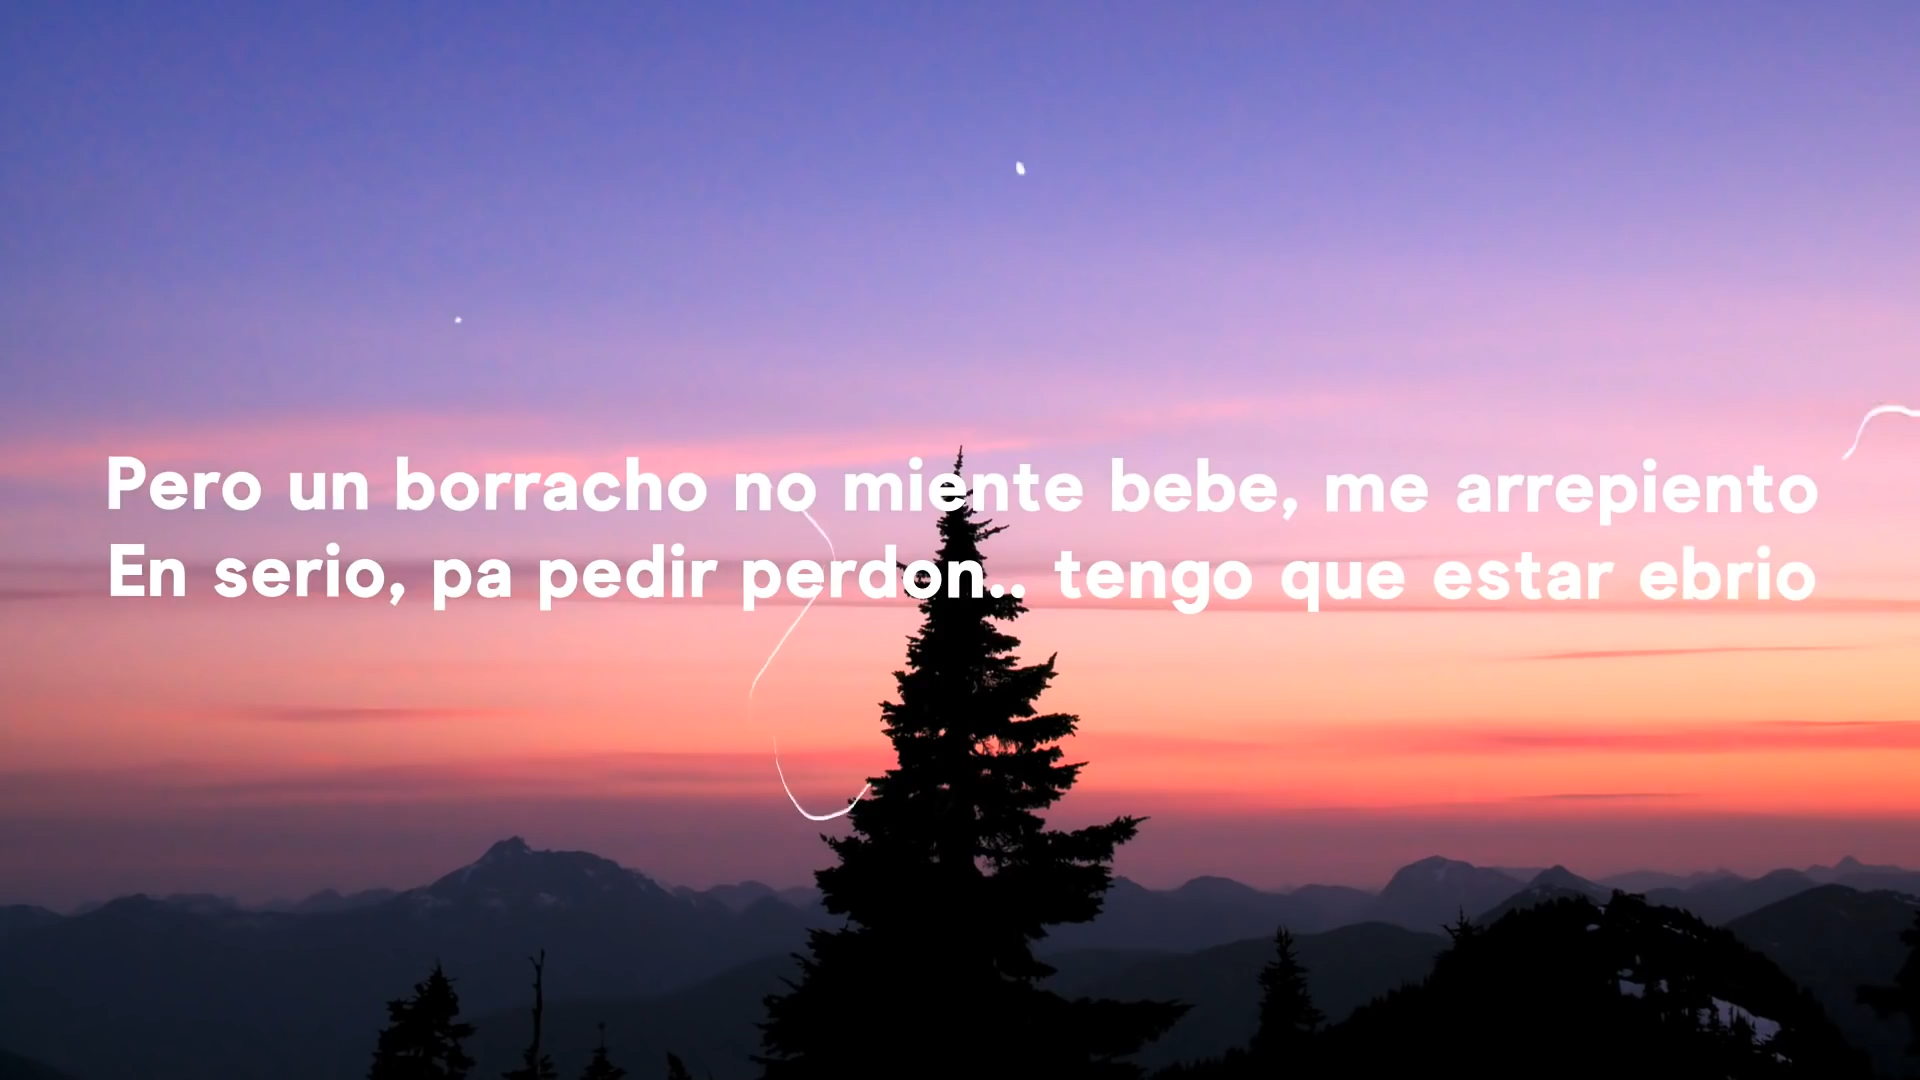 Pero un borracho no miente bebe, me arrepiento
En serio, pa pedir perdon.. tengo que estar ebrio